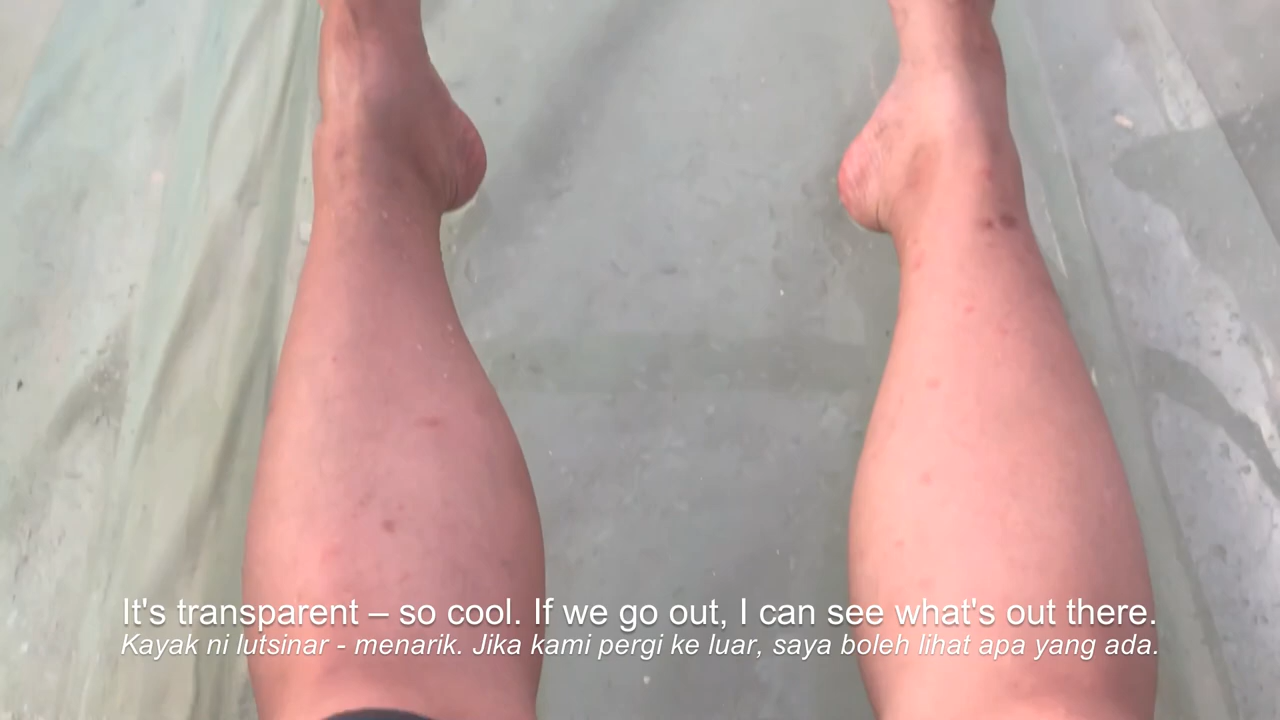 It's transparent – so cool. If we go out, I can see what's out there.
Kayak ni lutsinar - menarik. Jika kami pergi ke luar, saya boleh lihat apa yang ada.